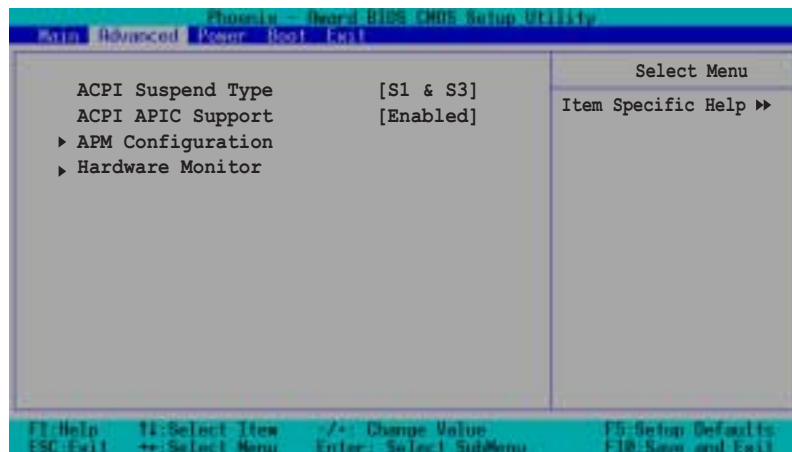 Phoenix - Award BIOS CMOS Setup Utility
Main Advanced Power Boot Exit
Select Menu
ACPI Suspend Type [S1 & S3]
Item Specific Help ▸▸
ACPI APIC Support [Enabled]
▸ APM Configuration
▸ Hardware Monitor
F1:Help ↑↓:Select Item -/+: Change Value F5:Setup Defaults
ESC:Exit ↔:Select Menu Enter: Select SubMenu F10:Save and Exit